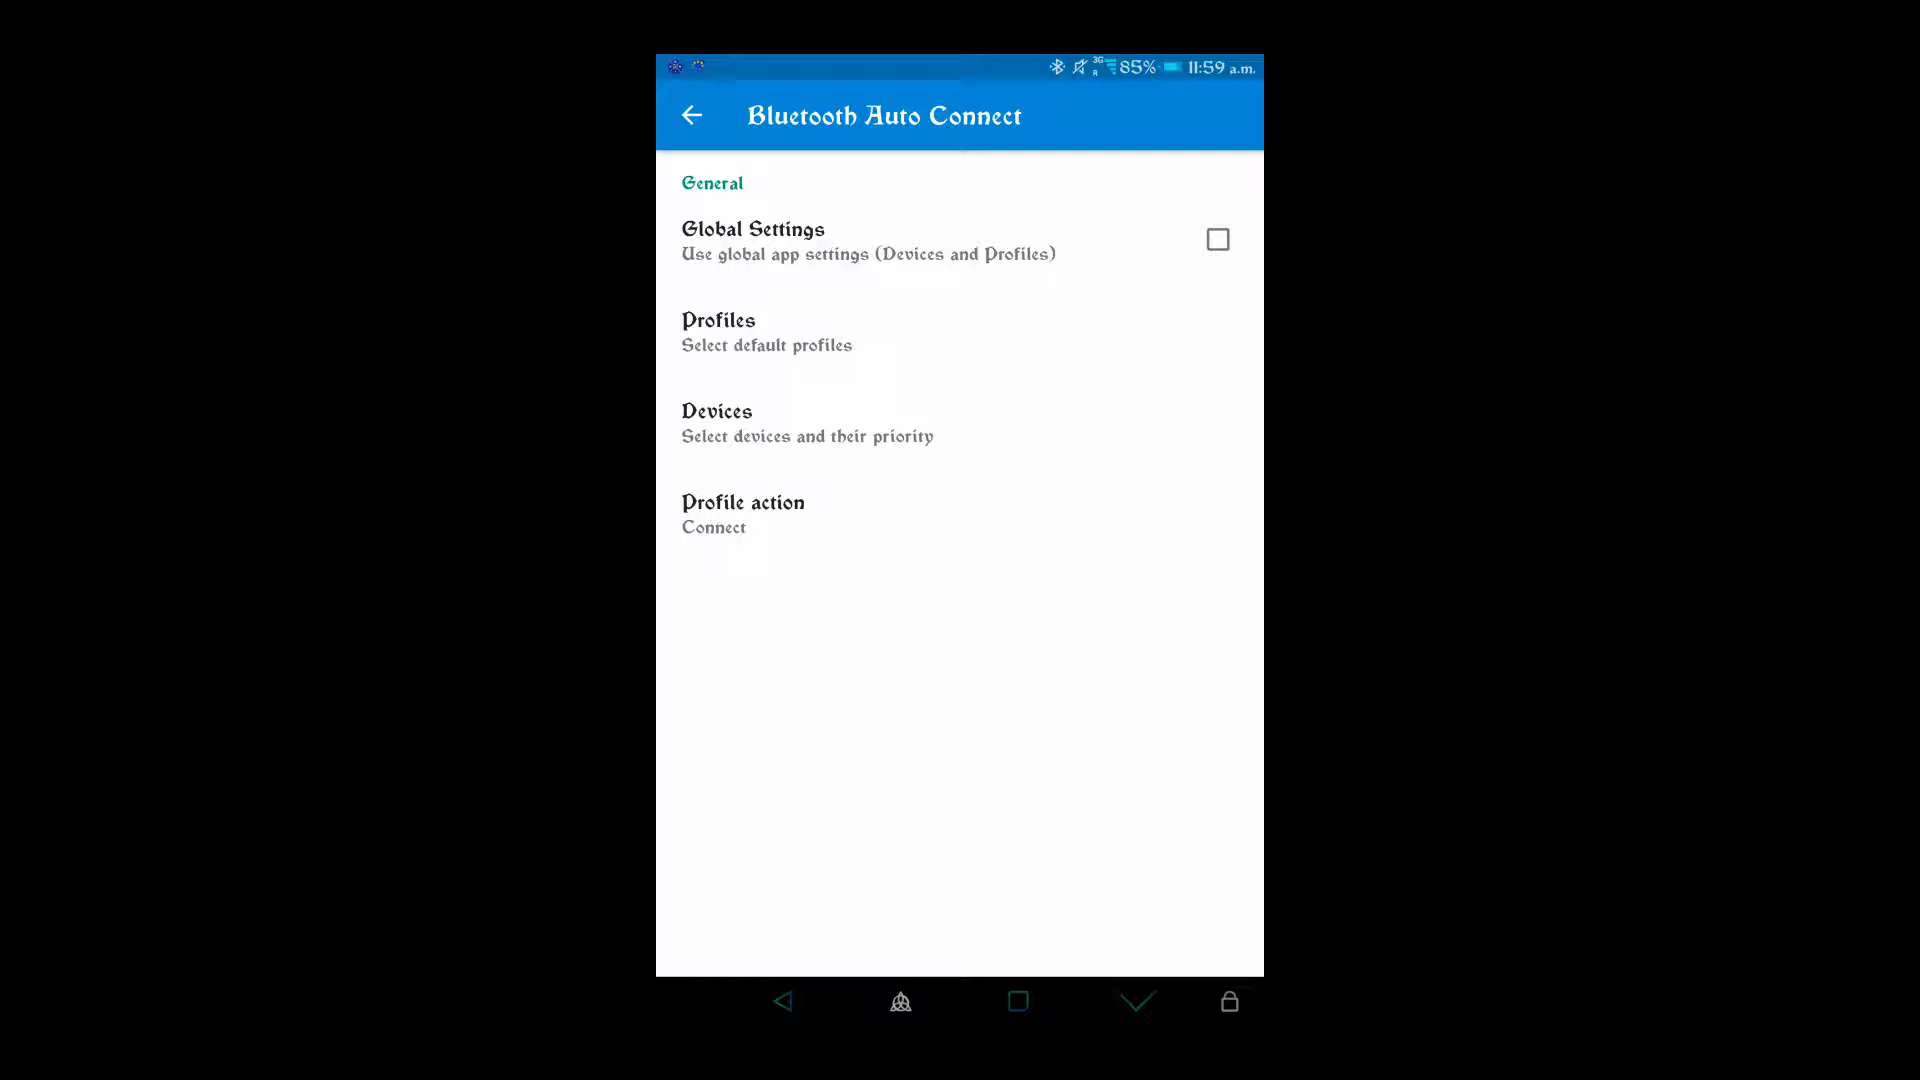 3G
R
85%
11:59 a.m.
Bluetooth Auto Connect
General
Global Settings
Use global app settings (Devices and Profiles)
Profiles
Select default profiles
Devices
Select devices and their priority
Profile action
Connect